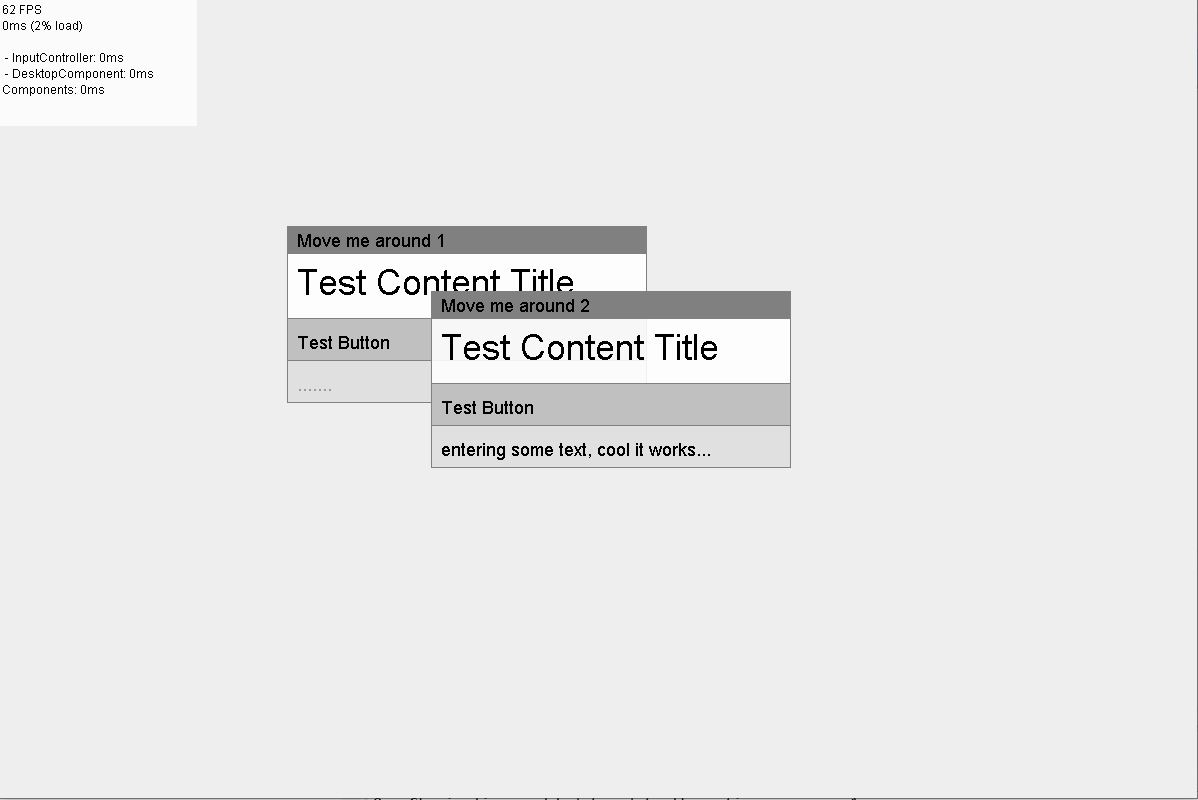 62 FPS
0ms (2% load)
- InputController: 0ms
- DesktopComponent: 0ms
Components: 0ms
Move me around 1
Test Content Title
Test Button
.......
Move me around 2
Test Content Title
Test Button
entering some text, cool it works...